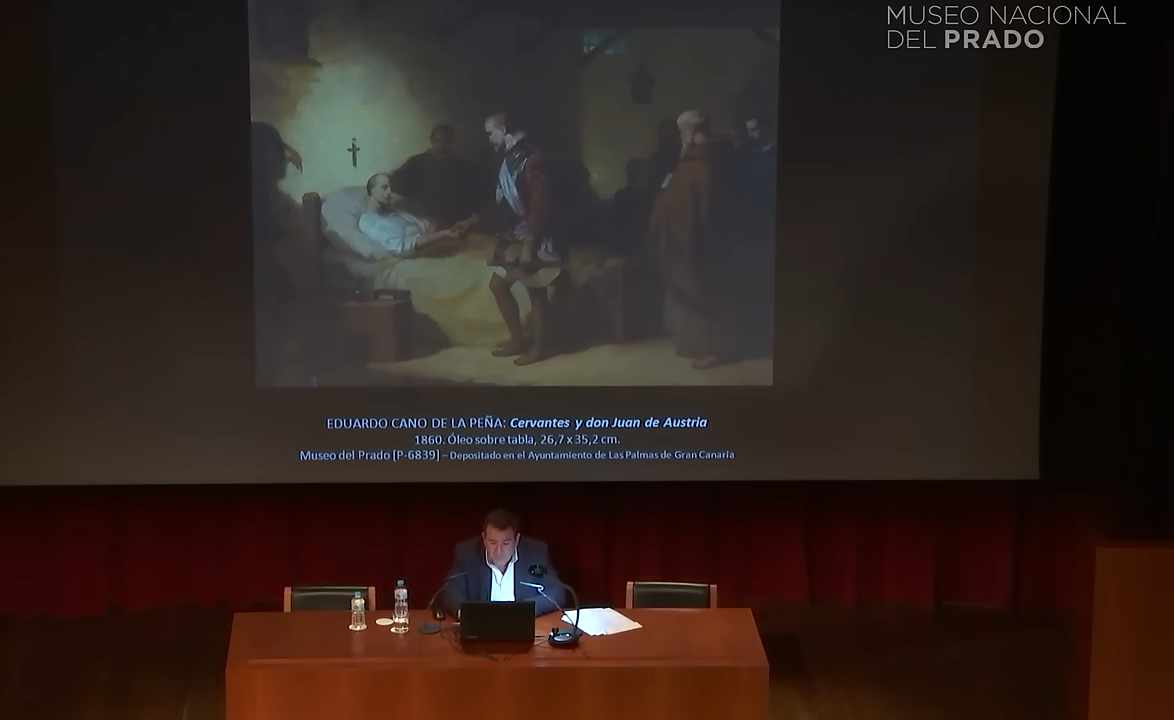 MUSEO NACIONAL
DEL PRADO
EDUARDO CANO DE LA PEÑA: Cervantes y don Juan de Austria
1860. Óleo sobre tabla, 26,7 x 35,2 cm.
Museo del Prado [P-6839] – Depositado en el Ayuntamiento de Las Palmas de Gran Canaria